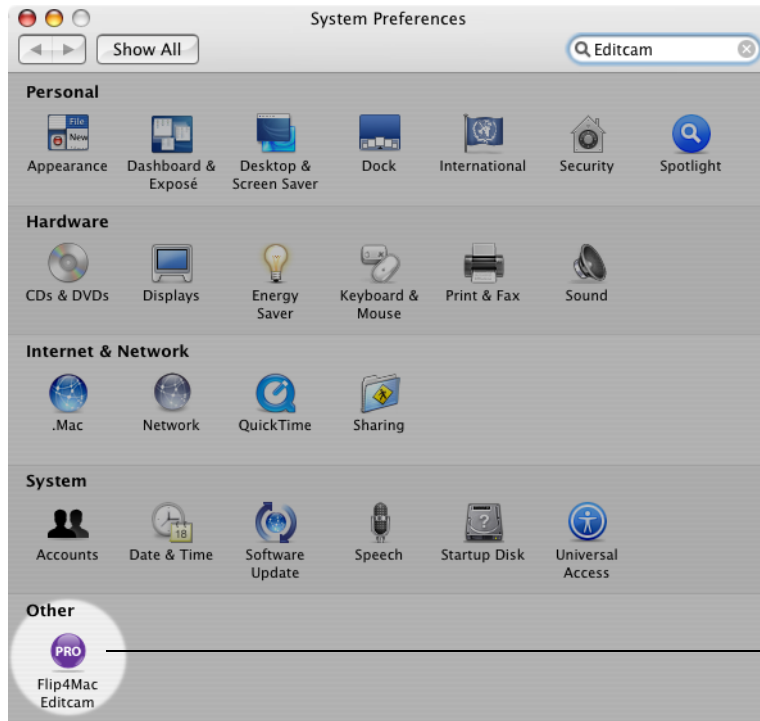 System Preferences
Show All
Editcam
Personal
File
New
Appearance
Dashboard &
Exposé
Desktop &
Screen Saver
Dock
International
Security
Spotlight
Hardware
CDs & DVDs
Displays
Energy
Saver
Keyboard &
Mouse
Print & Fax
Sound
Internet & Network
.Mac
Network
QuickTime
Sharing
System
18
?
Accounts
Date & Time
Software
Update
Speech
Startup Disk
Universal
Access
Other
PRO
Flip4Mac
Editcam